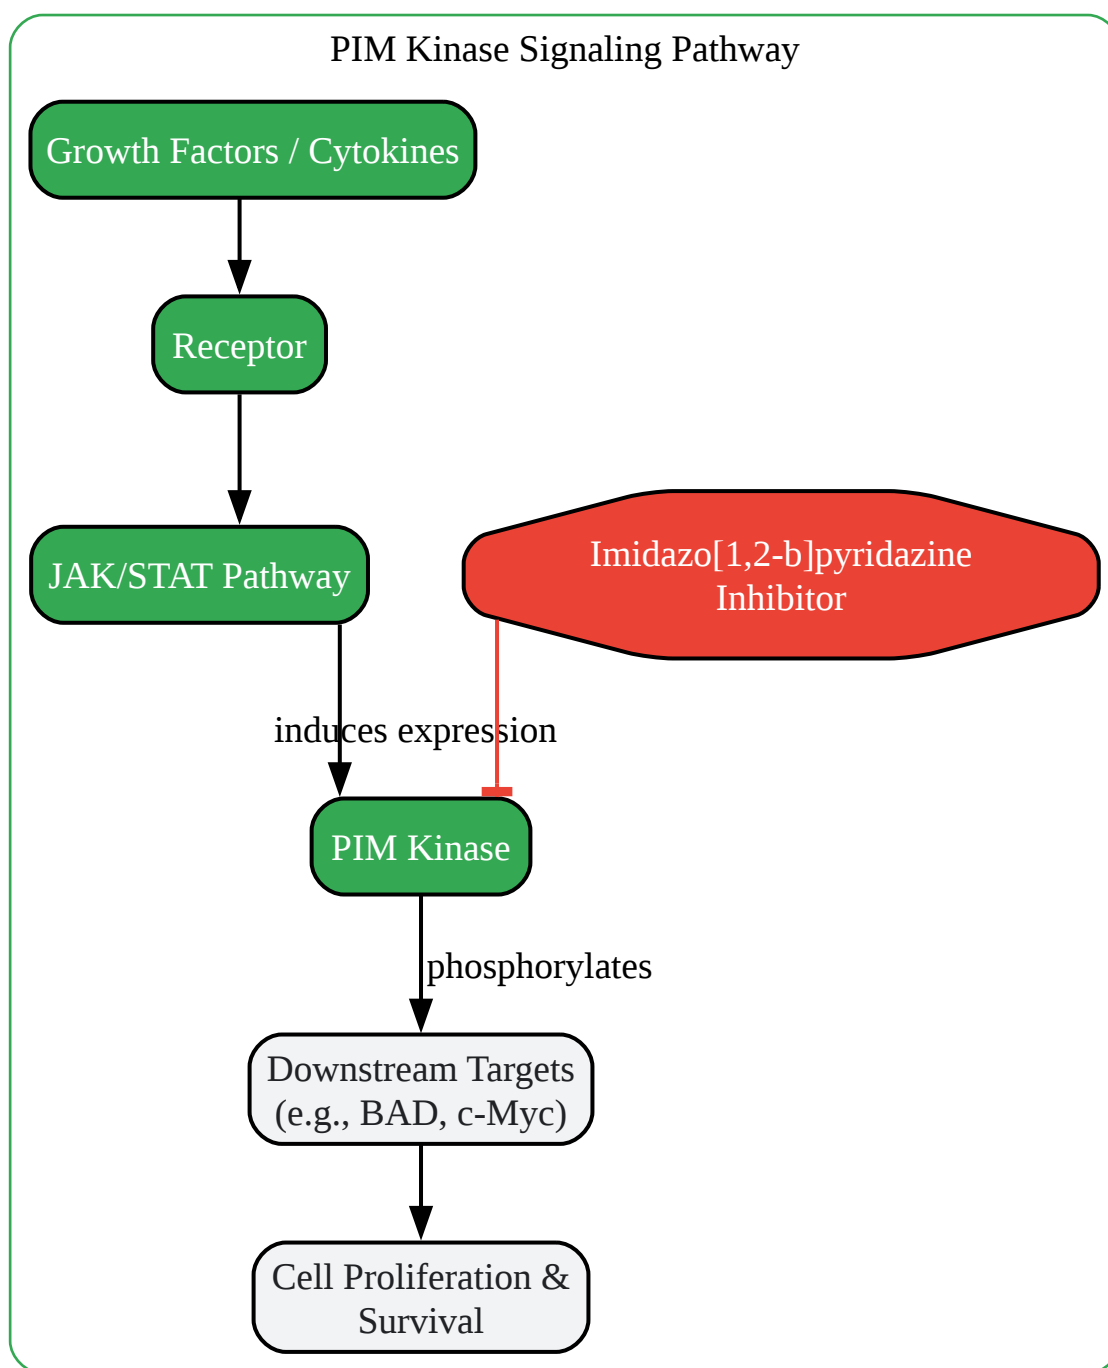 PIM Kinase Signaling Pathway
Growth Factors / Cytokines
Receptor
JAK/STAT Pathway
Imidazo[1,2-b]pyridazine
Inhibitor
induces expression
PIM Kinase
phosphorylates
Downstream Targets
(e.g., BAD, c-Myc)
Cell Proliferation &
Survival